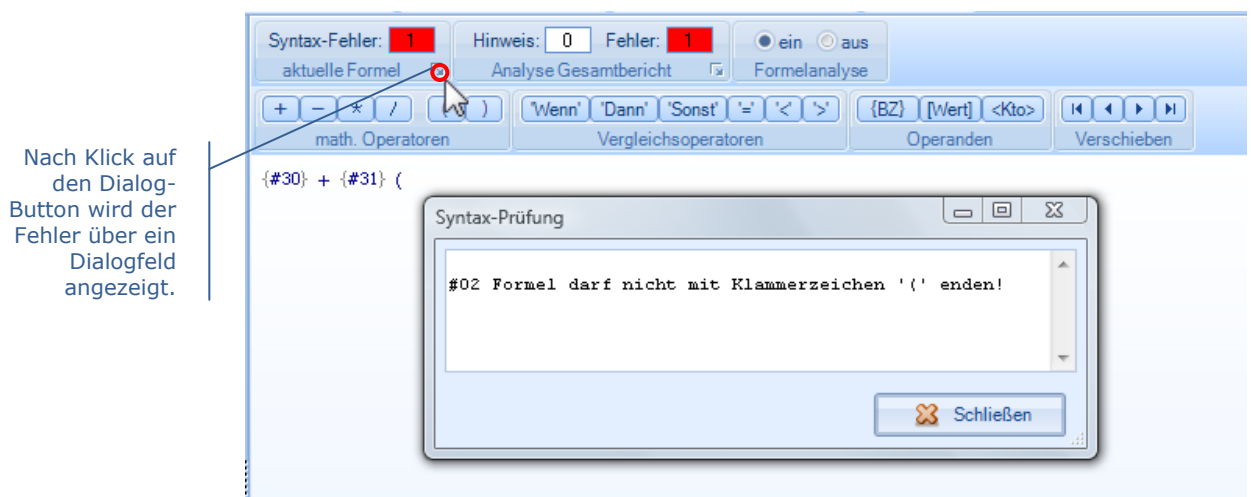 Syntax-Fehler: 1 Hinweis: 0 Fehler: 1 ein aus
aktuelle Formel Analyse Gesamtbericht Formelanalyse
+ - * / ( ) 'Wenn' 'Dann' 'Sonst' '=' '<' '>' {BZ} [Wert] <Kto>
math. Operatoren Vergleichsoperatoren Operanden Verschieben
Nach Klick auf
den Dialog-
Button wird der
Fehler über ein
Dialogfeld
angezeigt.
{#30} + {#31} (
Syntax-Prüfung
#02 Formel darf nicht mit Klammerzeichen '(' enden!
Schließen